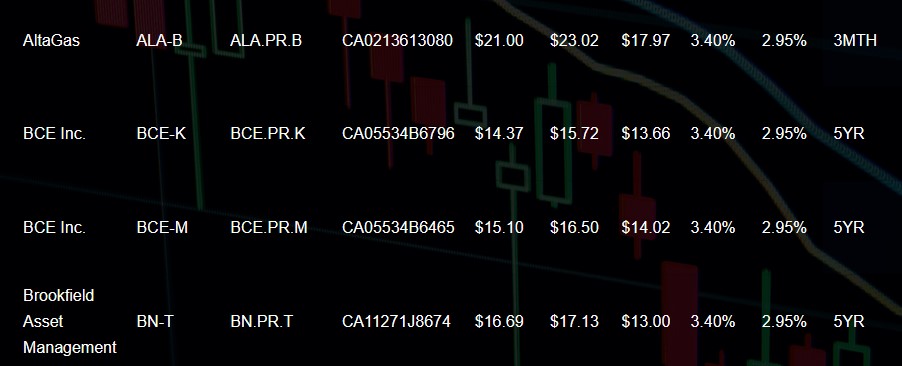 AltaGas ALA-B ALA.PR.B CA0213613080 $21.00 $23.02 $17.97 3.40% 2.95% 3MTH
BCE Inc. BCE-K BCE.PR.K CA05534B6796 $14.37 $15.72 $13.66 3.40% 2.95% 5YR
BCE Inc. BCE-M BCE.PR.M CA05534B6465 $15.10 $16.50 $14.02 3.40% 2.95% 5YR
Brookfield
Asset BN-T BN.PR.T CA11271J8674 $16.69 $17.13 $13.00 3.40% 2.95% 5YR
Management